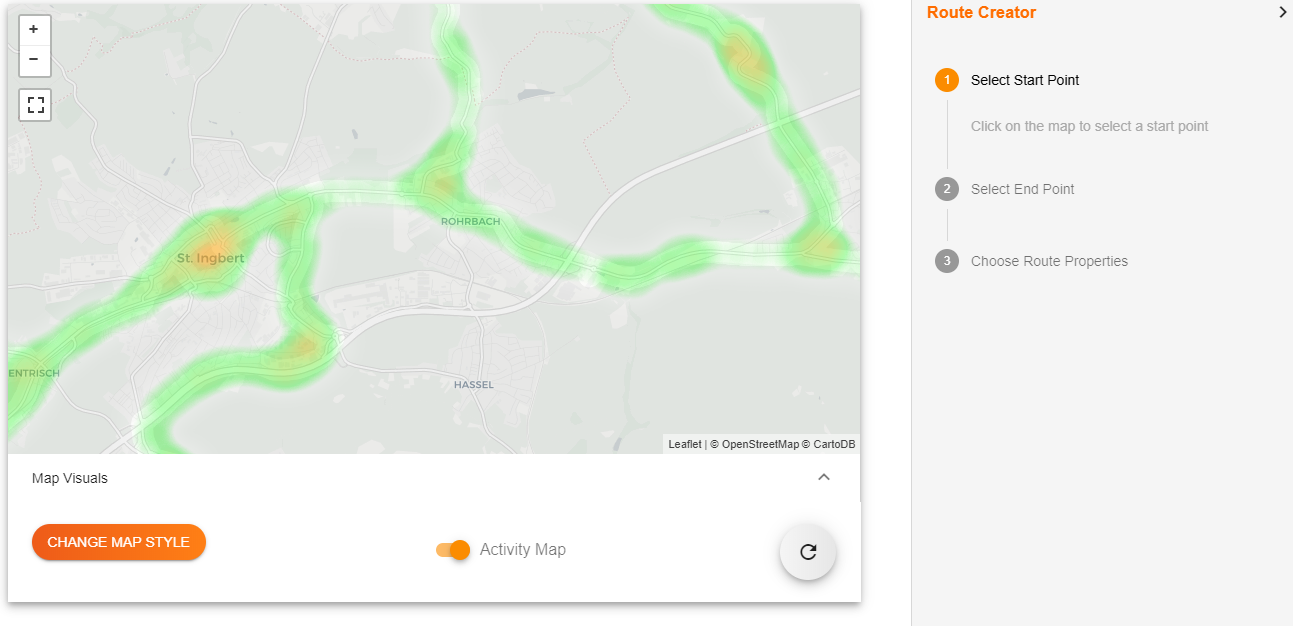 +
−
St. Ingbert
ROHRBACH
ENTRISCH
HASSEL
Leaflet | © OpenStreetMap © CartoDB
Map Visuals
CHANGE MAP STYLE
Activity Map
Route Creator
1 Select Start Point
Click on the map to select a start point
2 Select End Point
3 Choose Route Properties